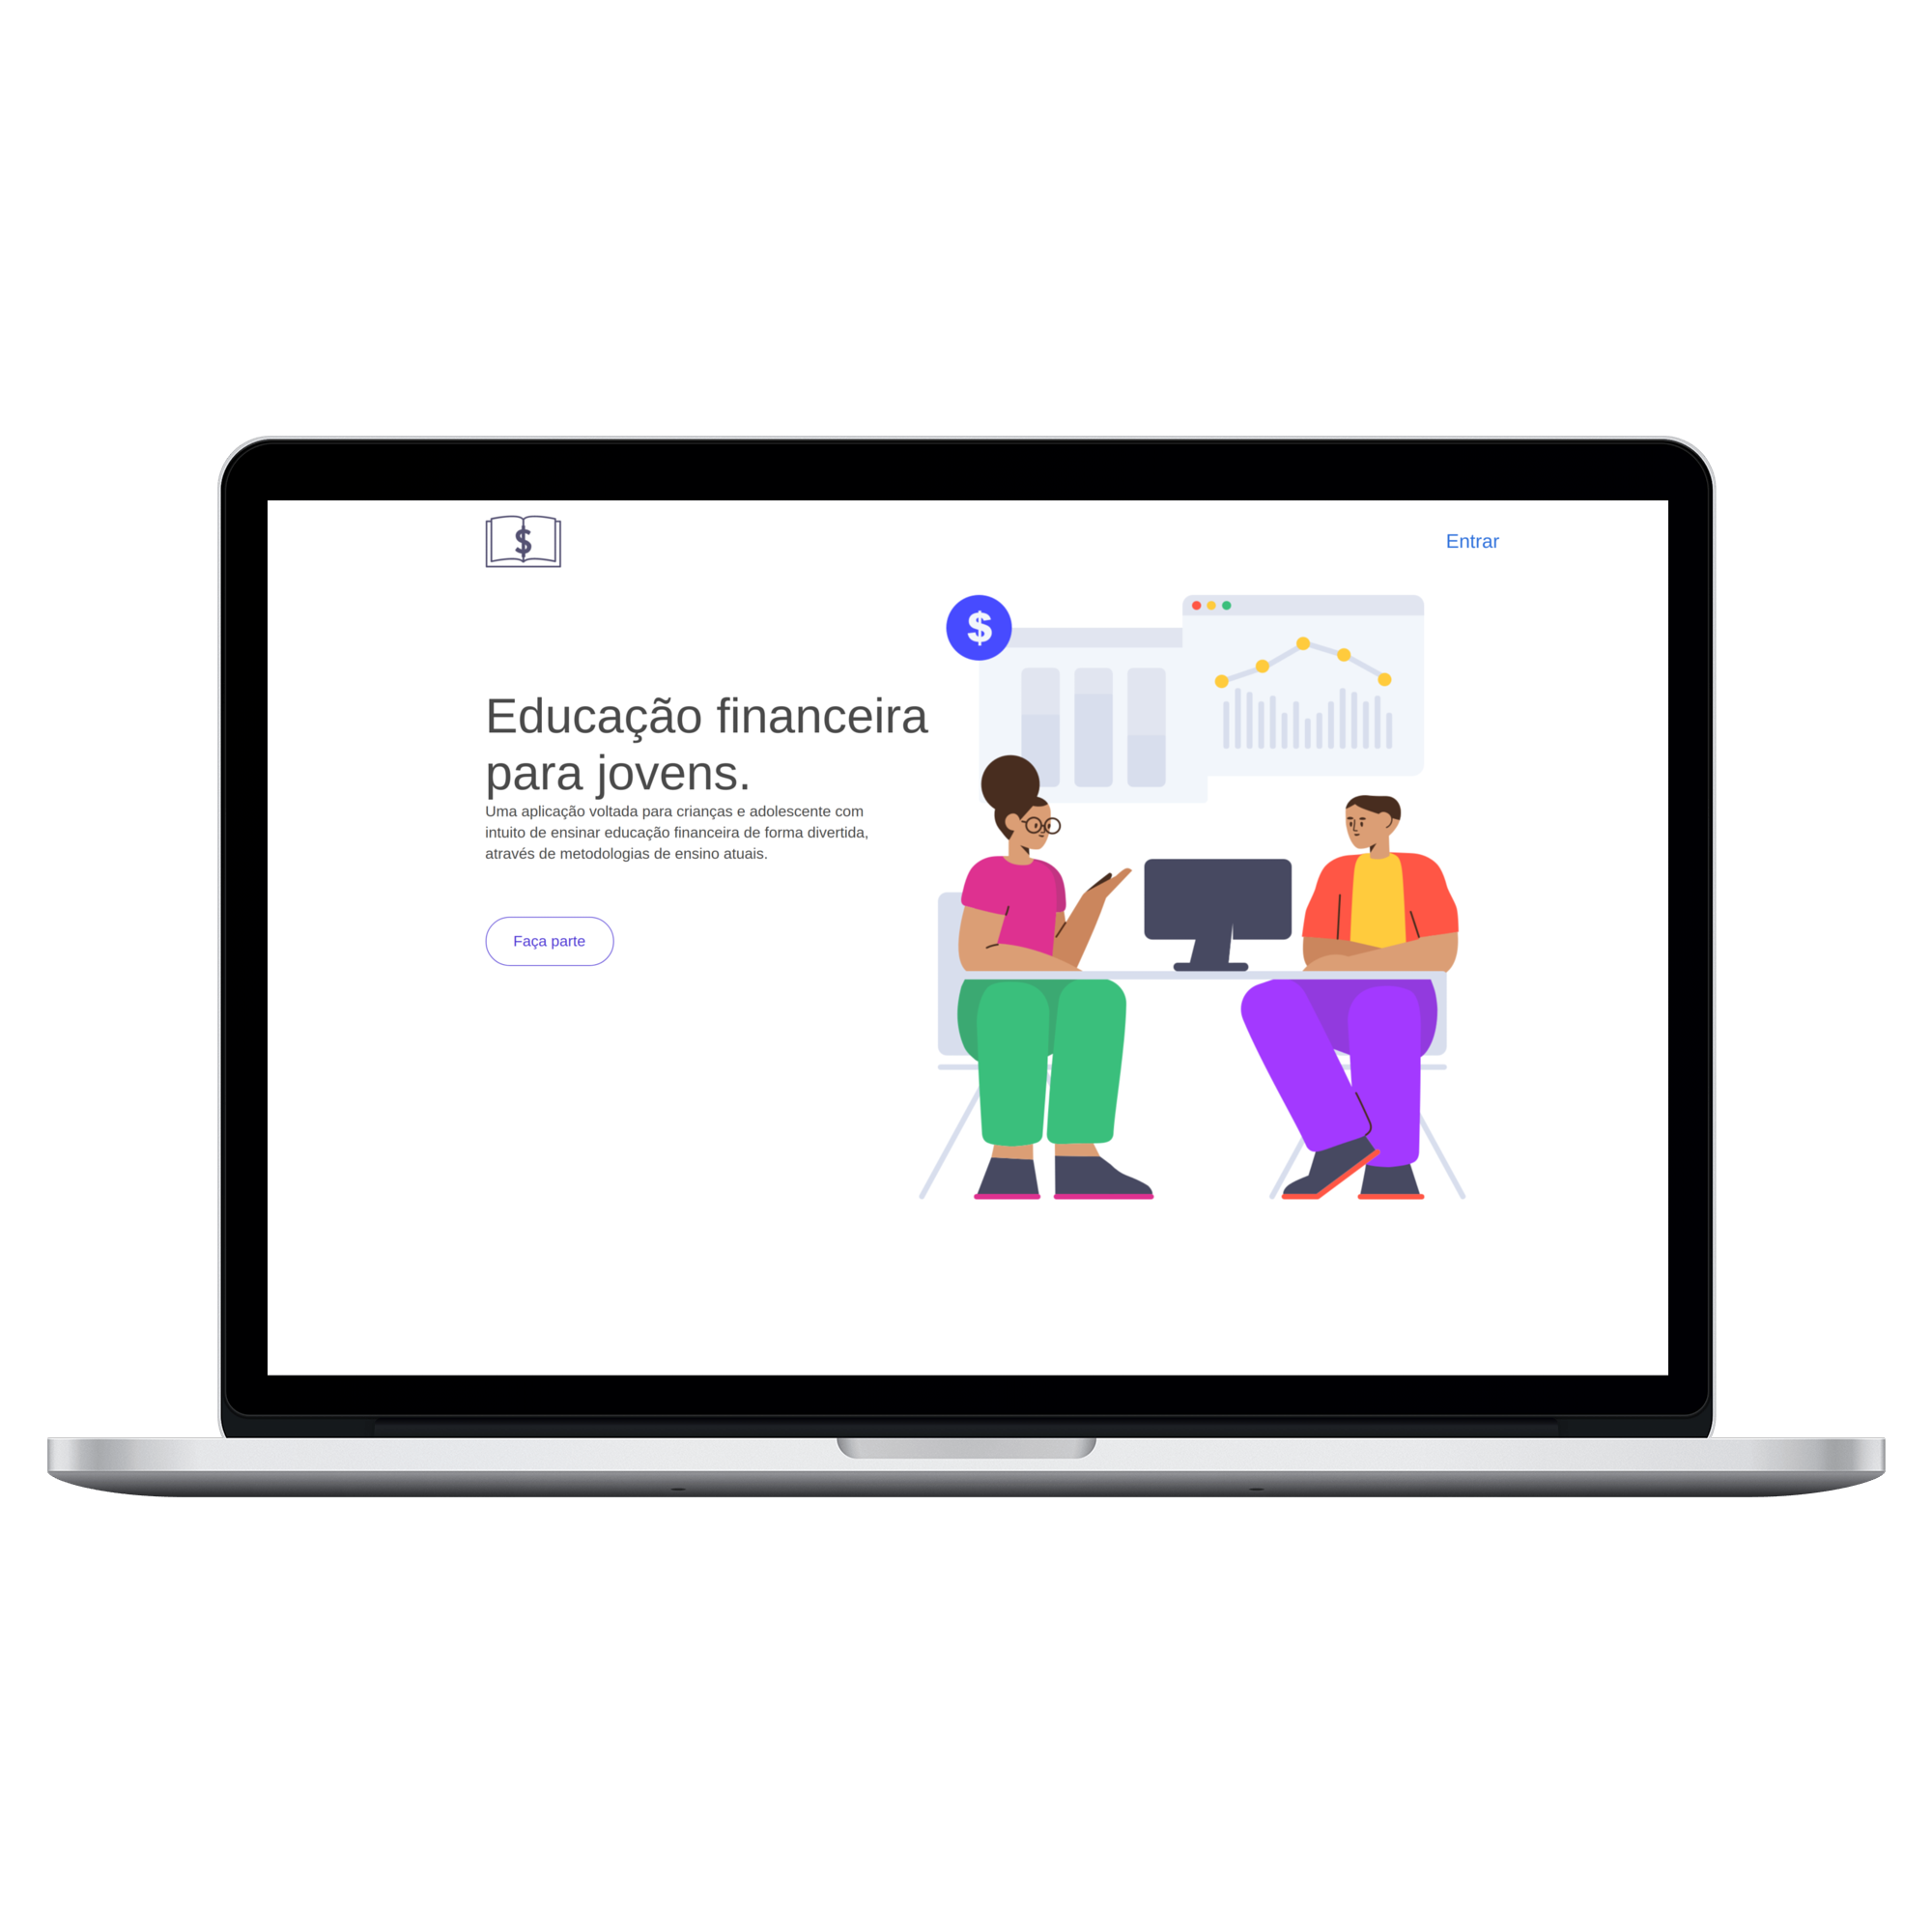 $
Entrar
$
Educação financeira
para jovens.
Uma aplicação voltada para crianças e adolescente com
intuito de ensinar educação financeira de forma divertida,
através de metodologias de ensino atuais.
Faça parte